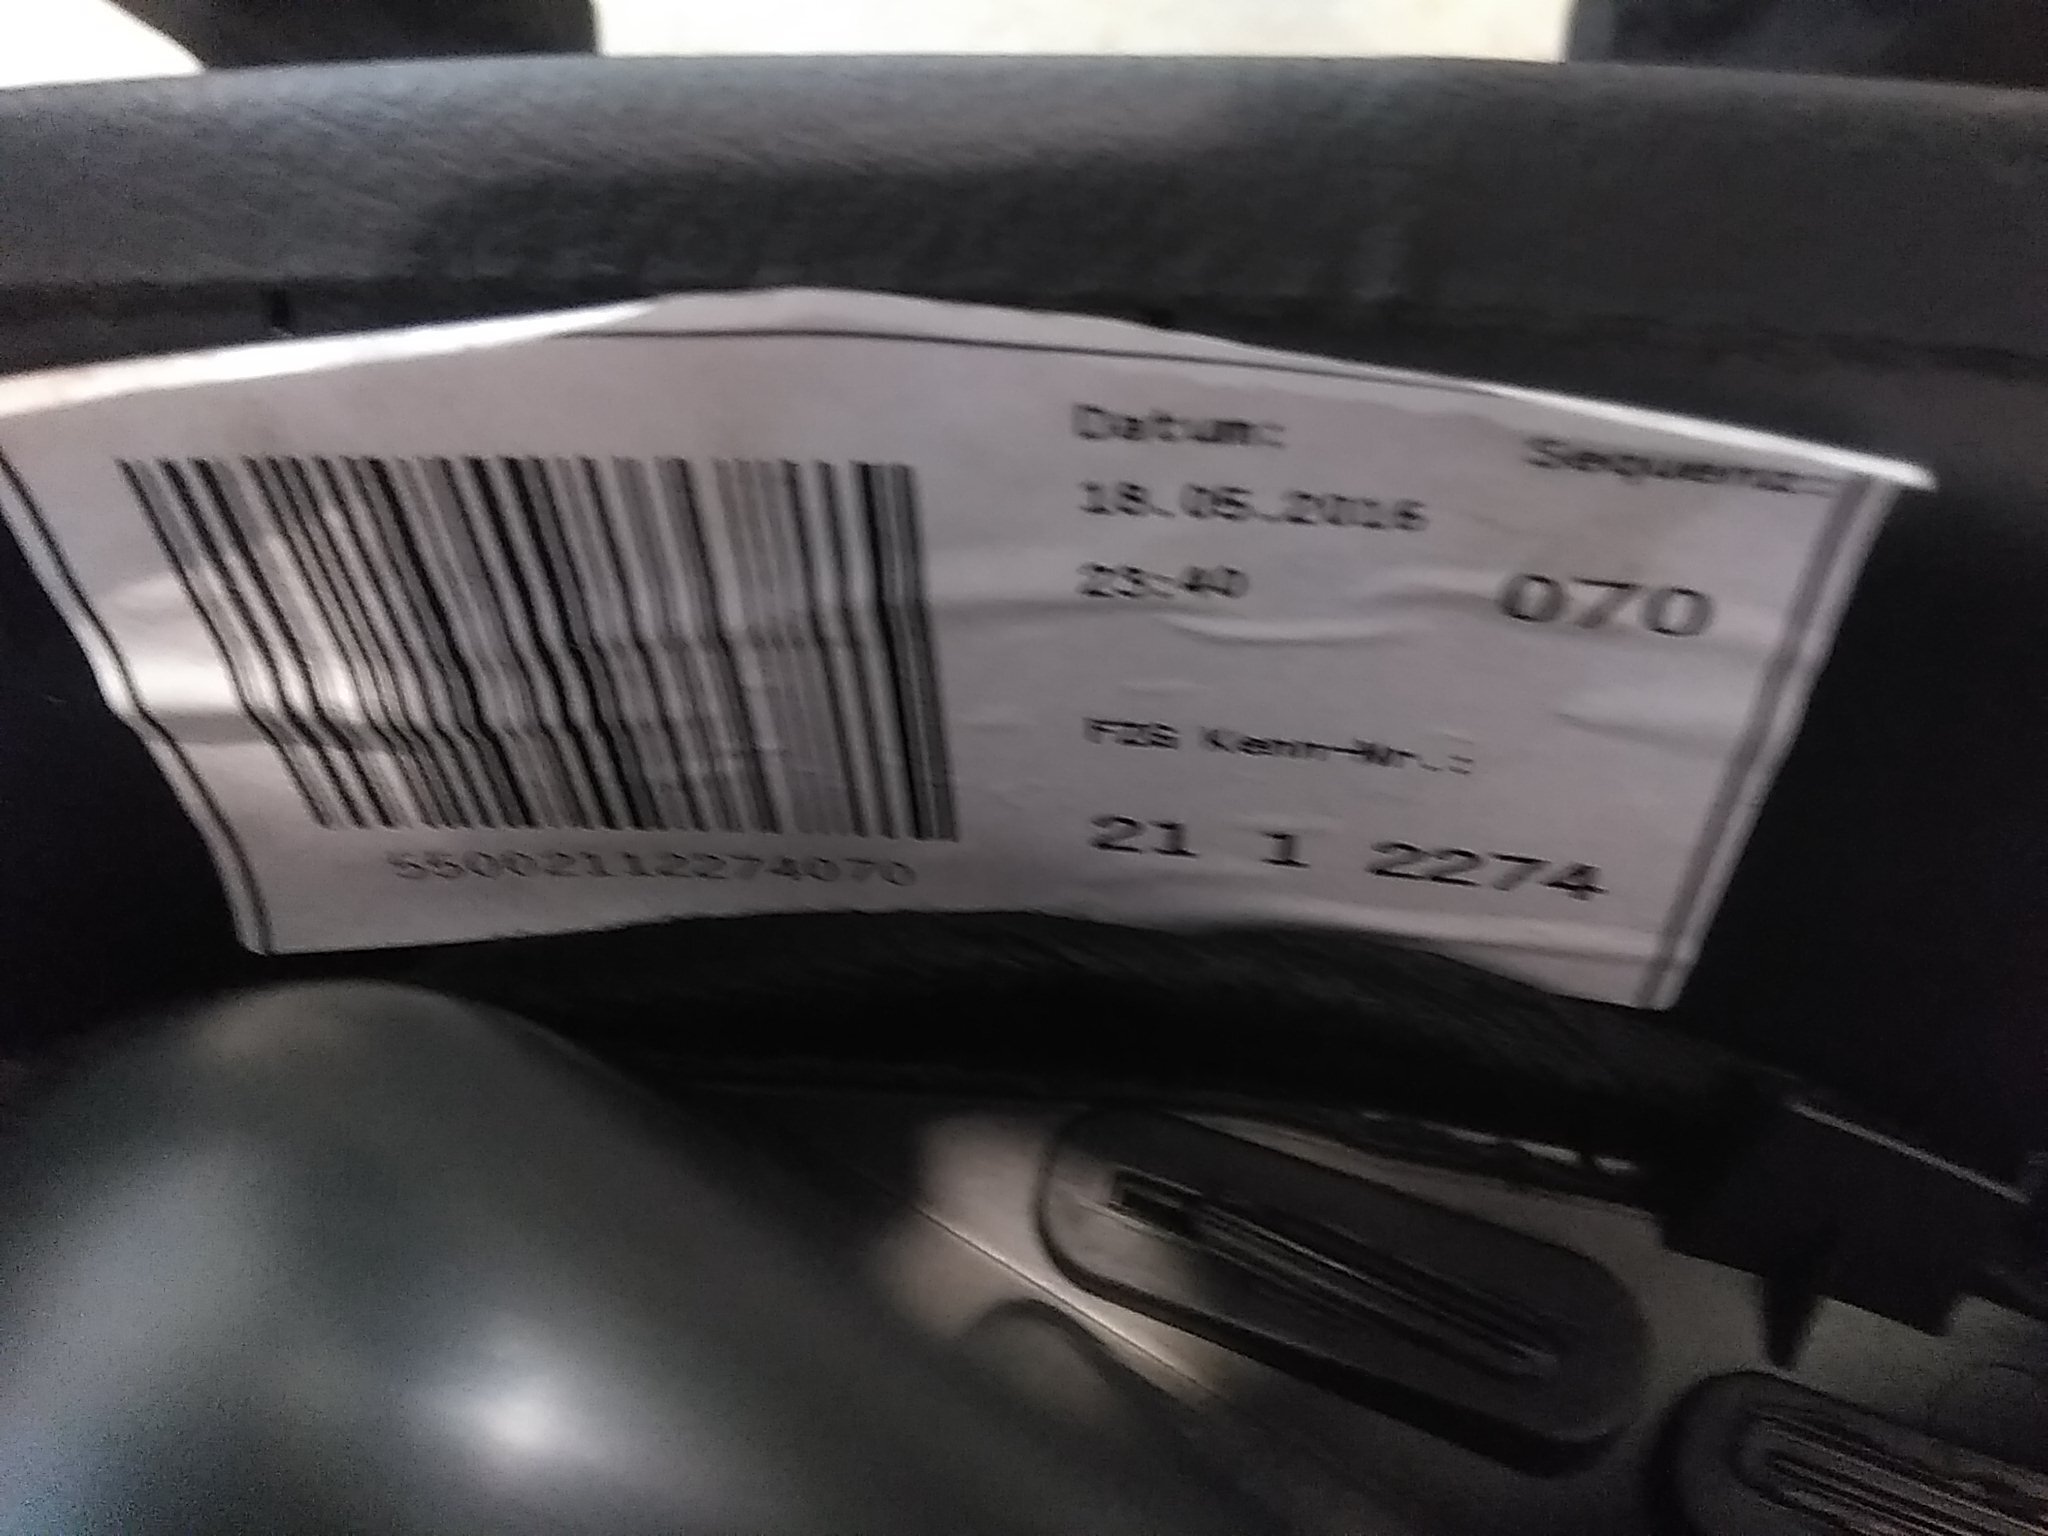 Datum:
Sequenz:
18.05.2016
23:40
070
FZG Kenn-Nr.:
21 1 2274
55002112274070